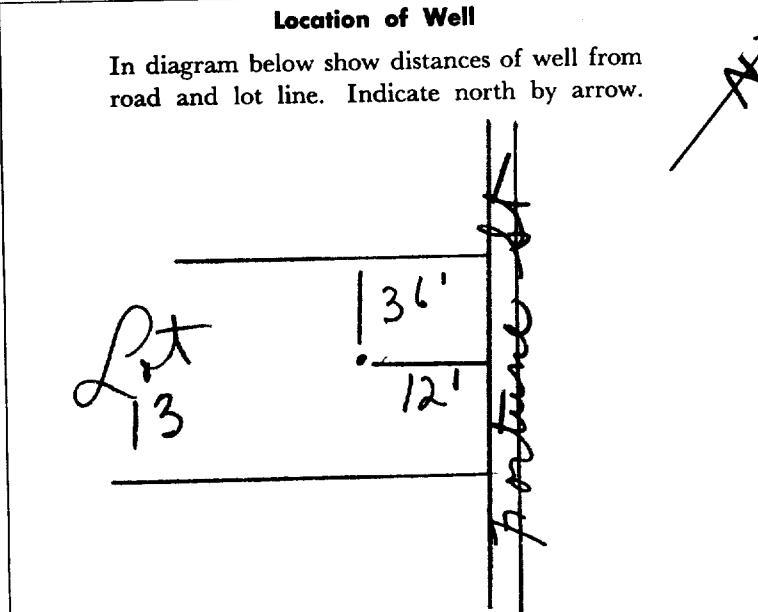 Location of Well
In diagram below show distances of well from
road and lot line. Indicate north by arrow.
N
36'
Lot
13
12'
Fortune St